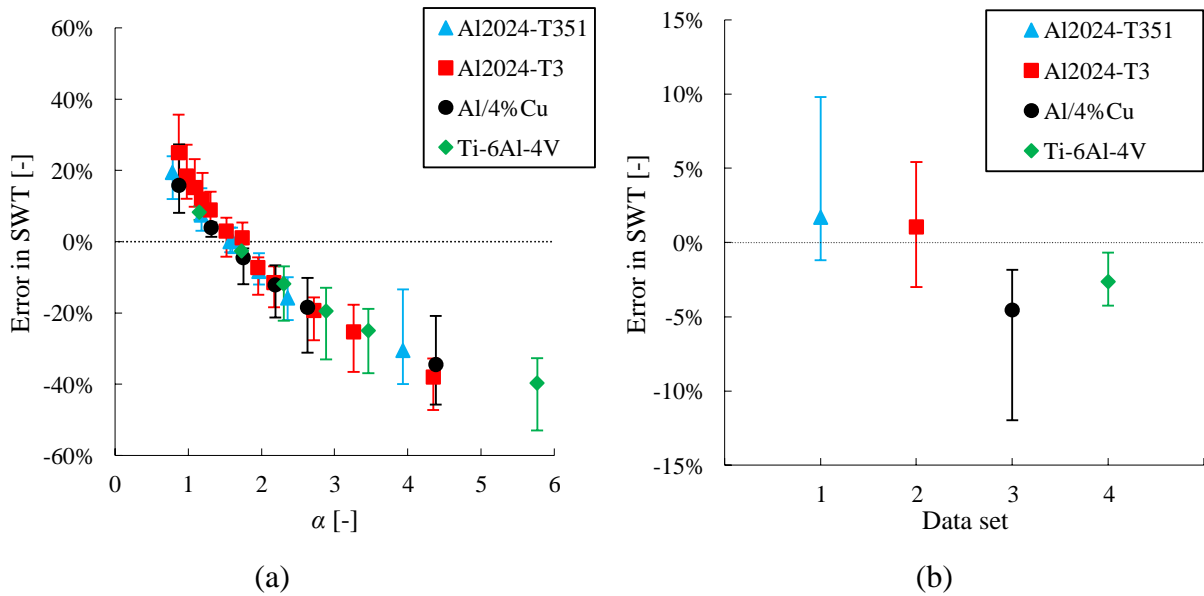 60%
40%
20%
0%
-20%
-40%
-60%
Error in SWT [-]
0 1 2 3 4 5 6
α [-]
Al2024-T351
Al2024-T3
Al/4%Cu
Ti-6Al-4V
(a)
15%
10%
5%
0%
-5%
-10%
-15%
Error in SWT [-]
1 2 3 4
Data set
Al2024-T351
Al2024-T3
Al/4%Cu
Ti-6Al-4V
(b)